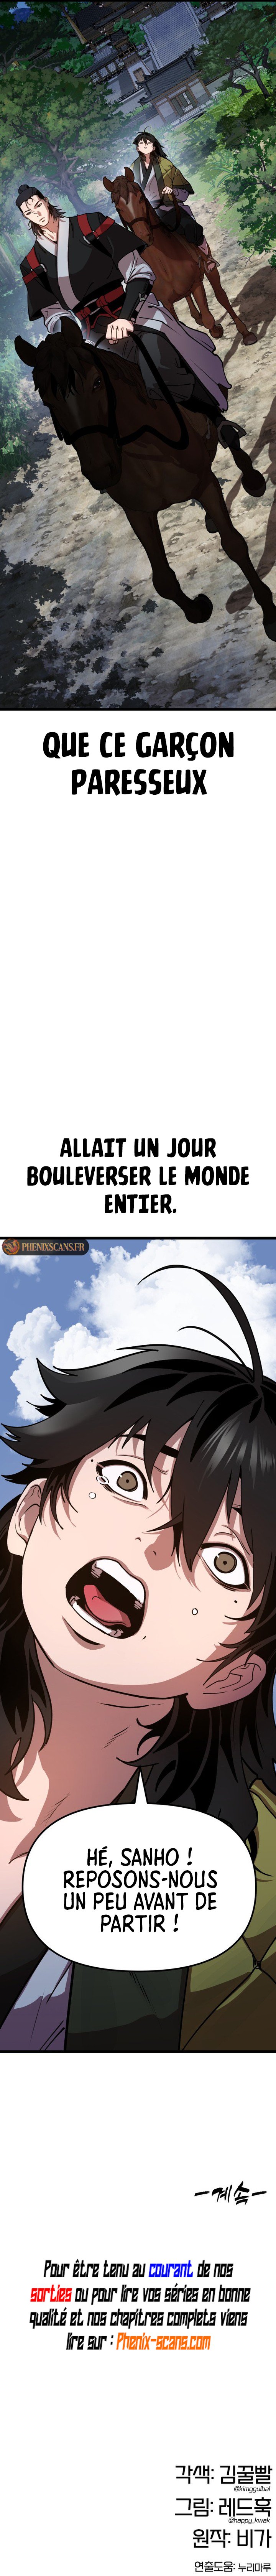 QUE CE GARÇON
PARESSEUX
ALLAIT UN JOUR
BOULEVERSER LE MONDE
ENTIER.
PHENIXSCANS.FR
HÉ, SANHO !
REPOSONS-NOUS
UN PEU AVANT DE
PARTIR !
-계속-
Pour être tenu au courant de nos
sorties ou pour lire vos séries en bonne
qualité et nos chapitres complets viens
lire sur : Phenix-scans.com
각색: 김꿀빨
@kimggulbal
그림: 레드훅
@happy_kwak
원작: 비가
연출도움: 누리마루